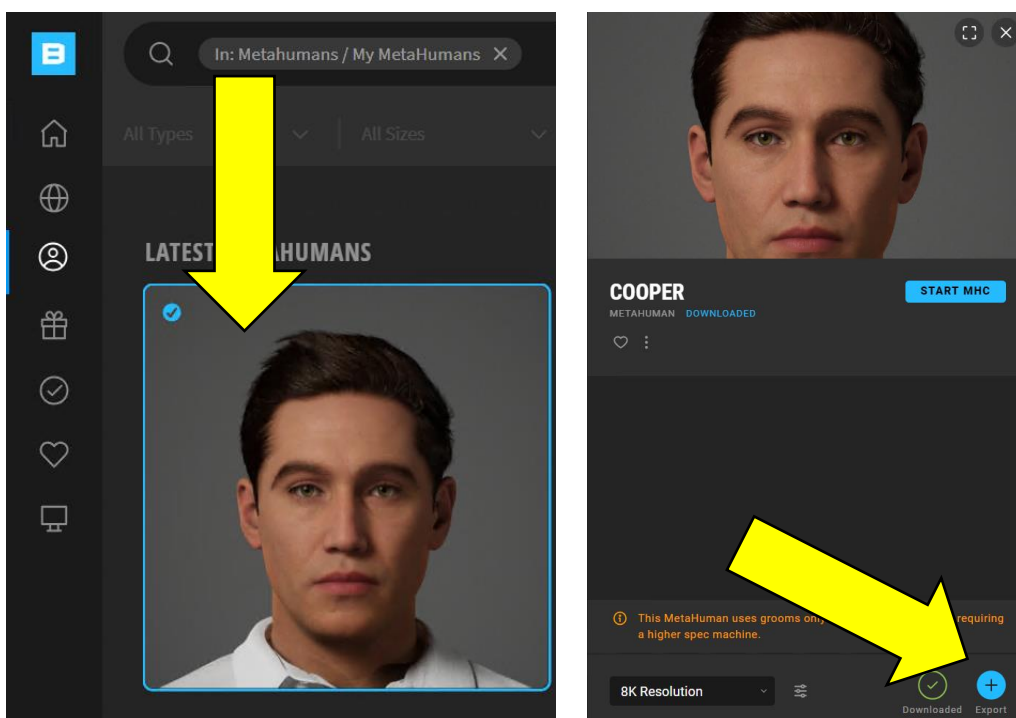 In: Metahumans / My MetaHumans
All Types
All Sizes
LATEST AHUMANS
COOPER
START MHC
METAHUMAN DOWNLOADED
This MetaHuman uses grooms only requiring
a higher spec machine.
8K Resolution
Downloaded Export